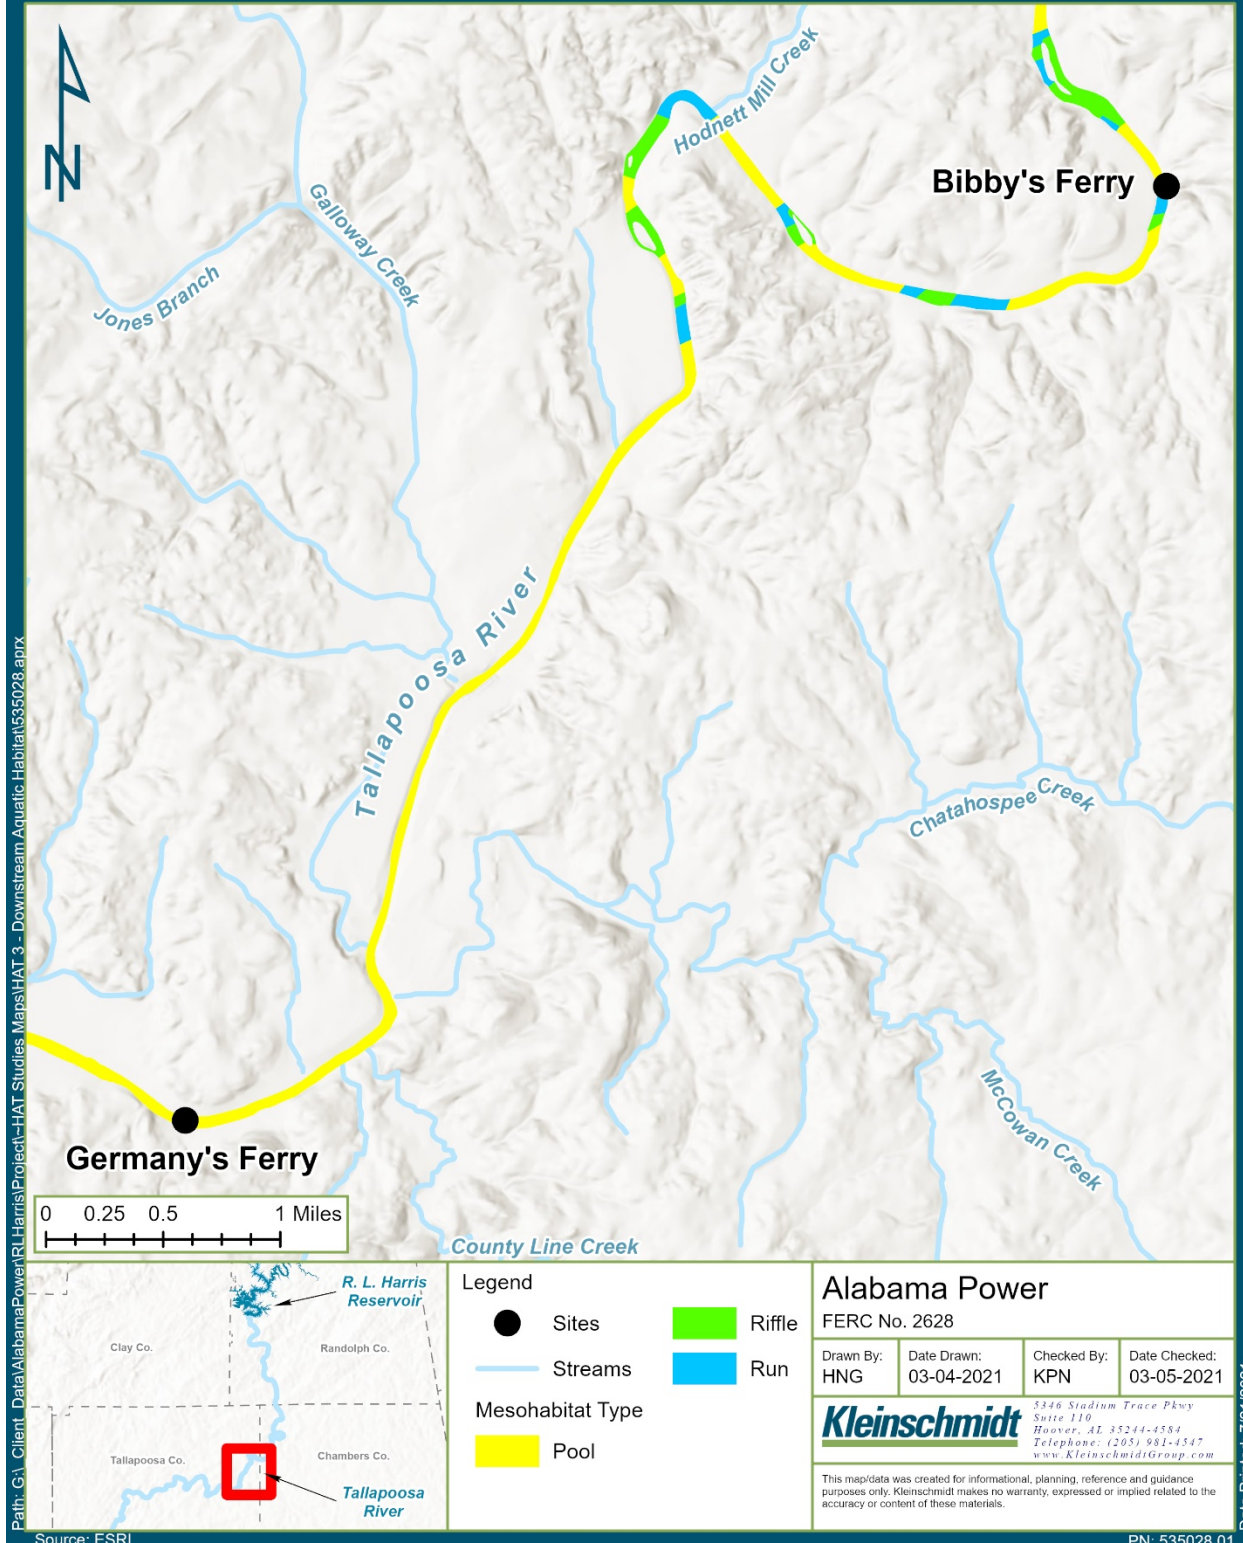 Hodnett Mill Creek
Bibby's Ferry
Galloway Creek
Jones Branch
Tallapoosa River
Chatahospee Creek
McCowan Creek
Germany's Ferry
0 0.25 0.5 1 Miles
County Line Creek
N
Path: G:\_Client_Data\AlabamaPower\RLHarris\Project\~HAT Studies Maps\HAT 3 - Downstream Aquatic Habitat\535028.aprx
R. L. Harris
Reservoir
Clay Co.
Randolph Co.
Tallapoosa Co.
Chambers Co.
Tallapoosa
River
Legend
Sites
Streams
Mesohabitat Type
Pool
Riffle
Run
Alabama Power
FERC No. 2628
Drawn By:
HNG
Date Drawn:
03-04-2021
Checked By:
KPN
Date Checked:
03-05-2021
Kleinschmidt
5346 Stadium Trace Pkwy
Suite 110
Hoover, AL 35244-4584
Telephone: (205) 981-4547
www.KleinschmidtGroup.com
This map/data was created for informational, planning, reference and guidance
purposes only. Kleinschmidt makes no warranty, expressed or implied related to the
accuracy or content of these materials.
Source: ESRI
PN: 535028.01